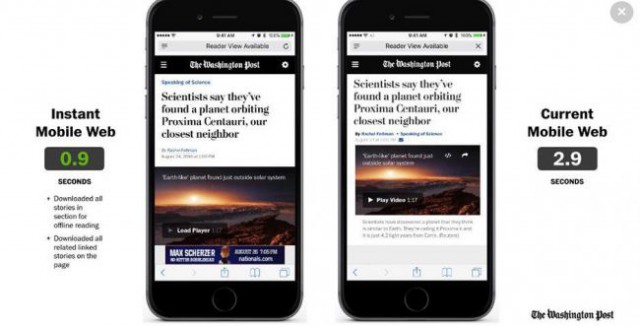 Instant
Mobile Web
0.9
SECONDS
+ Downloaded all
stories in
section for
offline reading
+ Downloaded all
related linked
stories on the
page
9:41 AM
Reader View Available
The Washington Post
Speaking of Science
Scientists say they've
found a planet orbiting
Proxima Centauri, our
closest neighbor
By Rachel Feltman
'Earth-like' planet found just outside solar system
Load Player 1:17
MAX SCHERZER
AUGUST 26 7:05 PM
nationals.com
9:41 AM
Reader View Available
The Washington Post
Scientists say they've
found a planet orbiting
Proxima Centauri, our
closest neighbor
By Rachel Feltman • Speaking of Science
'Earth-like' planet found just
outside solar system
Play Video 1:17
Current
Mobile Web
2.9
SECONDS
The Washington Post